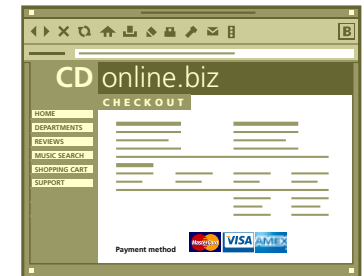 B
CD online.biz
CHECKOUT
HOME
DEPARTMENTS
REVIEWS
MUSIC SEARCH
SHOPPING CART
SUPPORT
Payment method MasterCard VISA AMEX